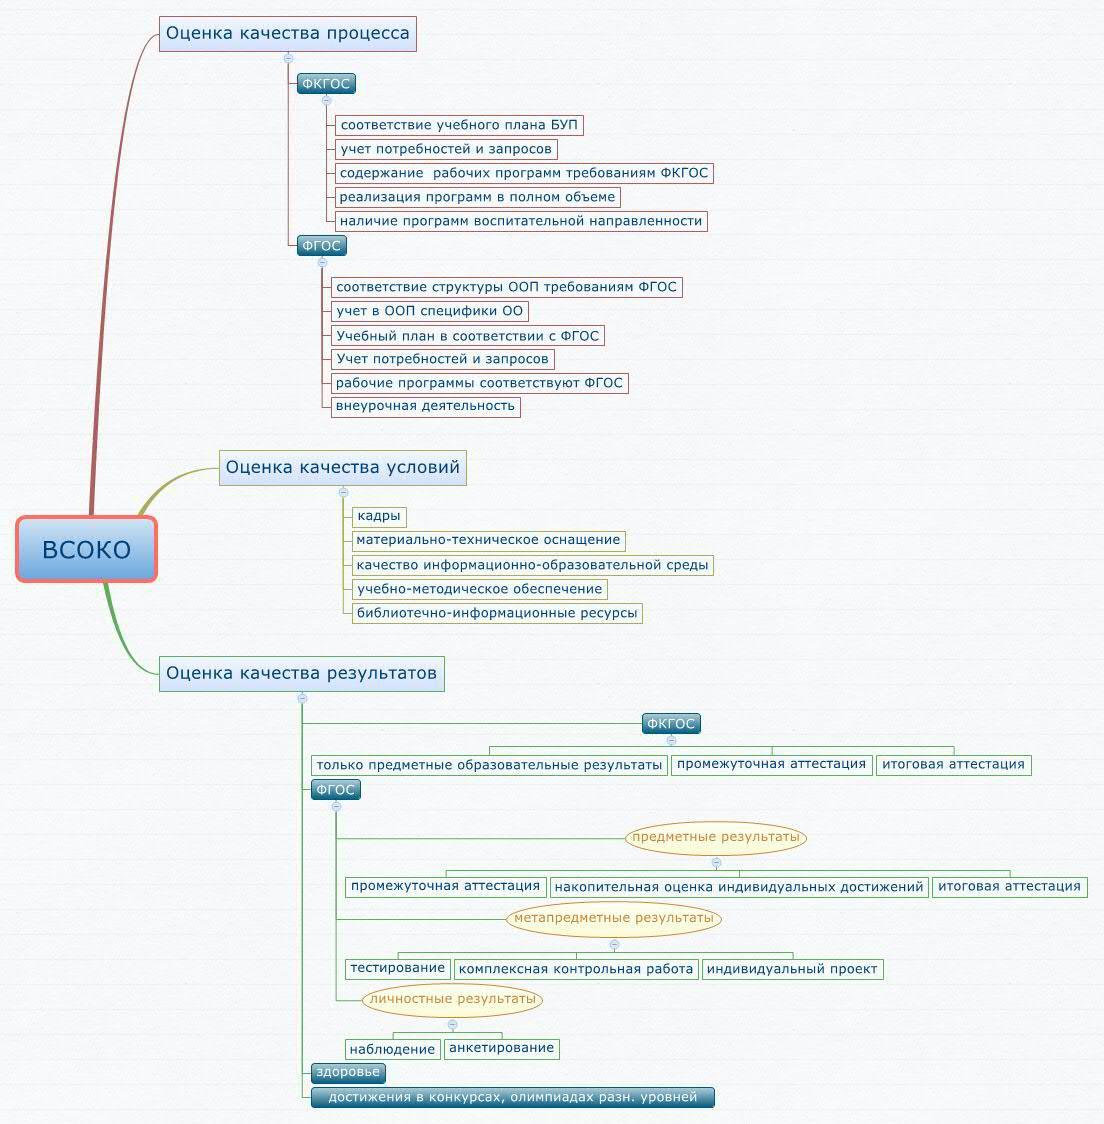 Оценка качества процесса
ФКГОС
соответствие учебного плана БУП
учет потребностей и запросов
содержание рабочих программ требованиям ФКГОС
реализация программ в полном объеме
наличие программ воспитательной направленности
ФГОС
соответствие структуры ООП требованиям ФГОС
учет в ООП специфики ОО
Учебный план в соответствии с ФГОС
Учет потребностей и запросов
рабочие программы соответствуют ФГОС
внеурочная деятельность
Оценка качества условий
кадры
ВСОКО
материально-техническое оснащение
качество информационно-образовательной среды
учебно-методическое обеспечение
библиотечно-информационные ресурсы
Оценка качества результатов
ФКГОС
только предметные образовательные результаты промежуточная аттестация итоговая аттестация
ФГОС
предметные результаты
промежуточная аттестация накопительная оценка индивидуальных достижений итоговая аттестация
метапредметные результаты
тестирование комплексная контрольная работа индивидуальный проект
личностные результаты
наблюдение анкетирование
здоровье
достижения в конкурсах, олимпиадах разн. уровней